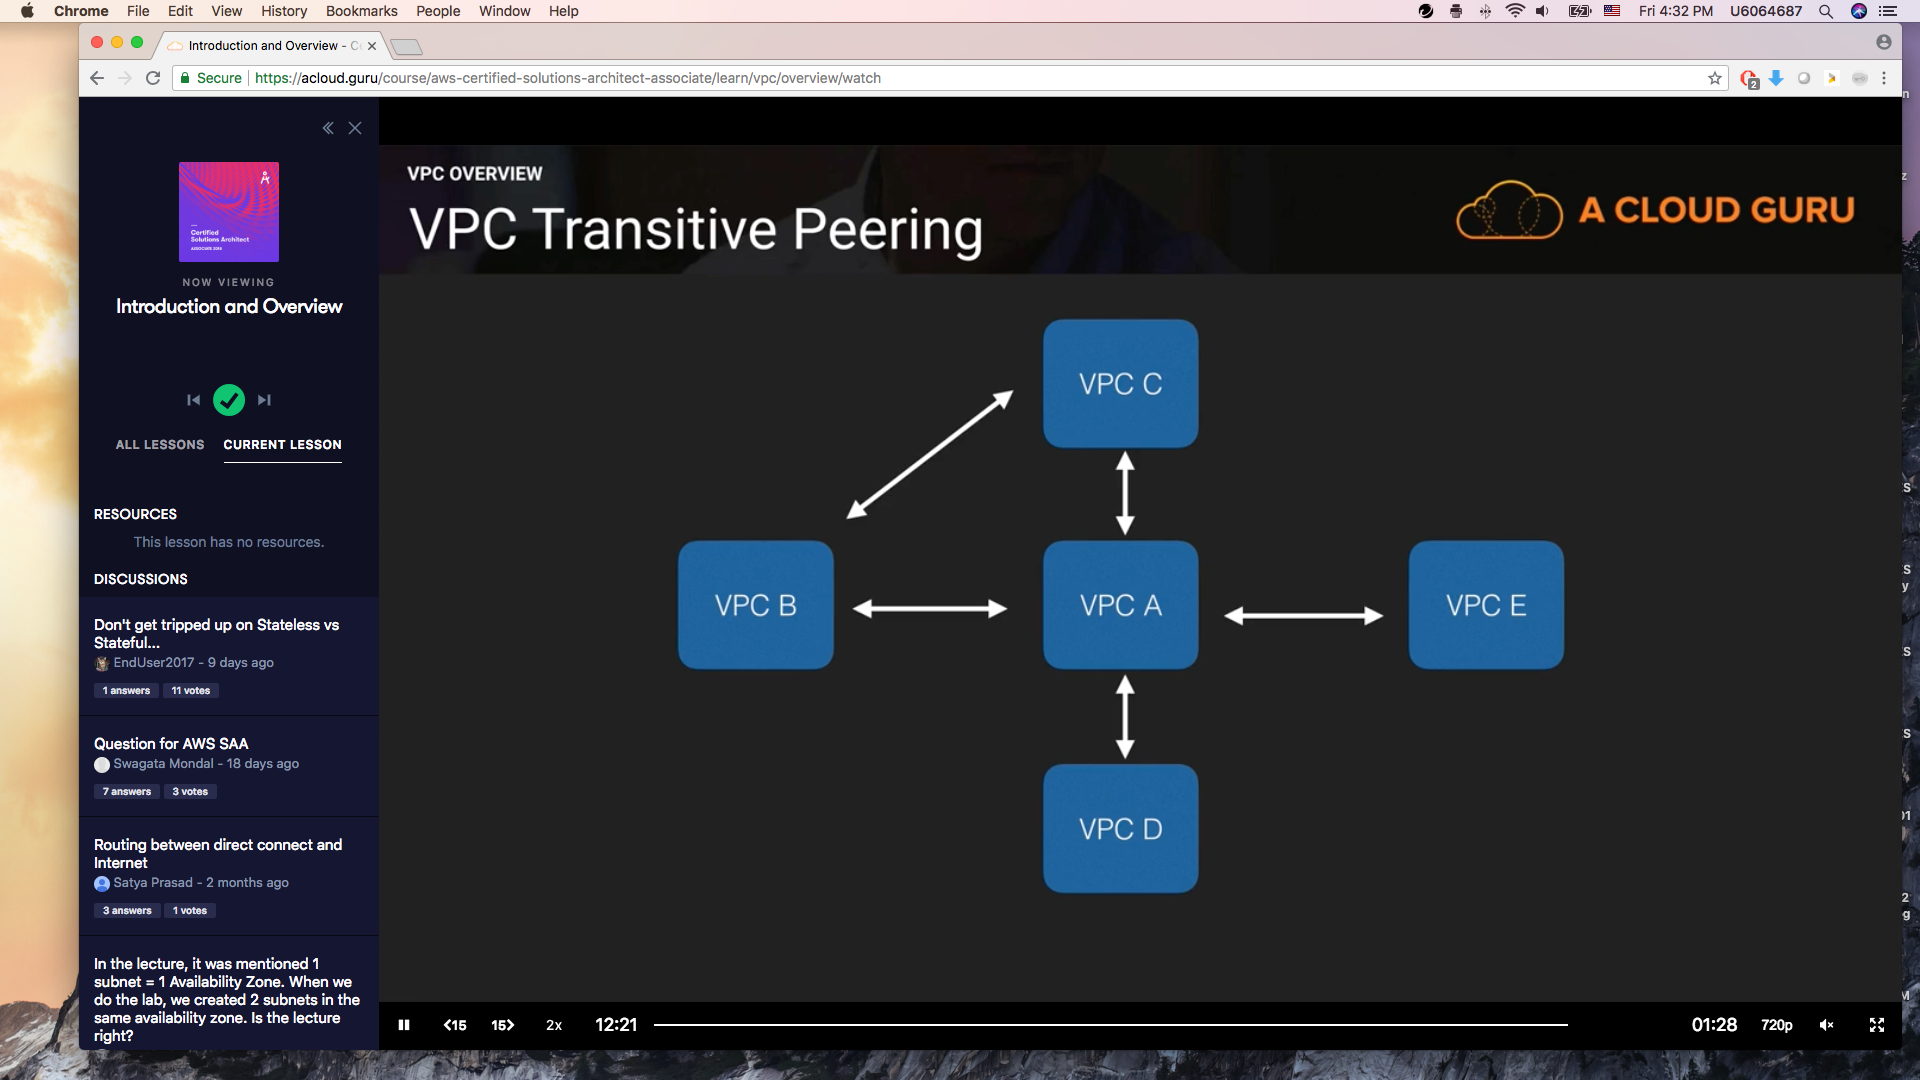 Chrome File Edit View History Bookmarks People Window Help
Fri 4:32 PM U6064687
Introduction and Overview - C
Secure https://acloud.guru/course/aws-certified-solutions-architect-associate/learn/vpc/overview/watch
2
Certified
Solutions Architect
NOW VIEWING
Introduction and Overview
ALL LESSONS CURRENT LESSON
RESOURCES
This lesson has no resources.
DISCUSSIONS
Don't get tripped up on Stateless vs
Stateful...
EndUser2017 - 9 days ago
1 answers 11 votes
Question for AWS SAA
Swagata Mondal - 18 days ago
7 answers 3 votes
Routing between direct connect and
Internet
Satya Prasad - 2 months ago
3 answers 1 votes
In the lecture, it was mentioned 1
subnet = 1 Availability Zone. When we
do the lab, we created 2 subnets in the
same availability zone. Is the lecture
right?
VPC OVERVIEW
VPC Transitive Peering
A CLOUD GURU
VPC C
VPC B
VPC A
VPC E
VPC D
<15 15> 2x 12:21 01:28 720p